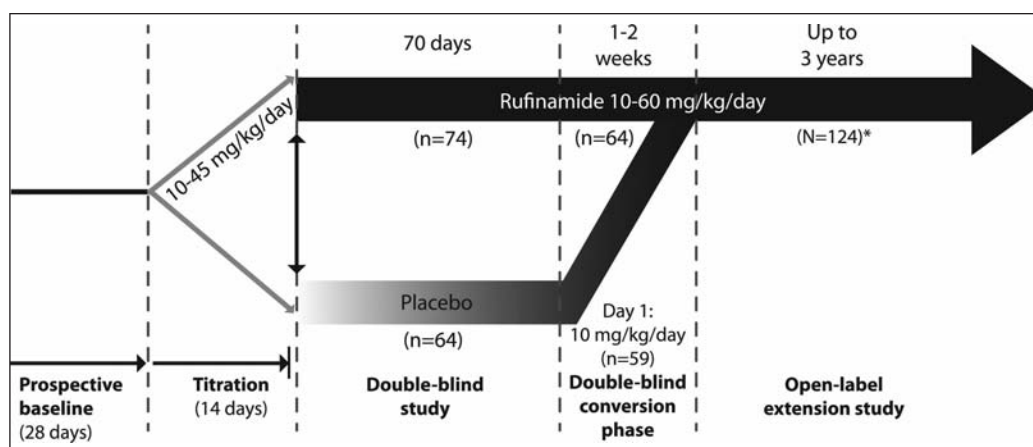 70 days
1-2
weeks
Up to
3 years
10-45 mg/kg/day
Rufinamide 10-60 mg/kg/day
(n=74)
(n=64)
(N=124)*
Placebo
(n=64)
Day 1:
10 mg/kg/day
(n=59)
Prospective
baseline
(28 days)
Titration
(14 days)
Double-blind
study
Double-blind
conversion
phase
Open-label
extension study